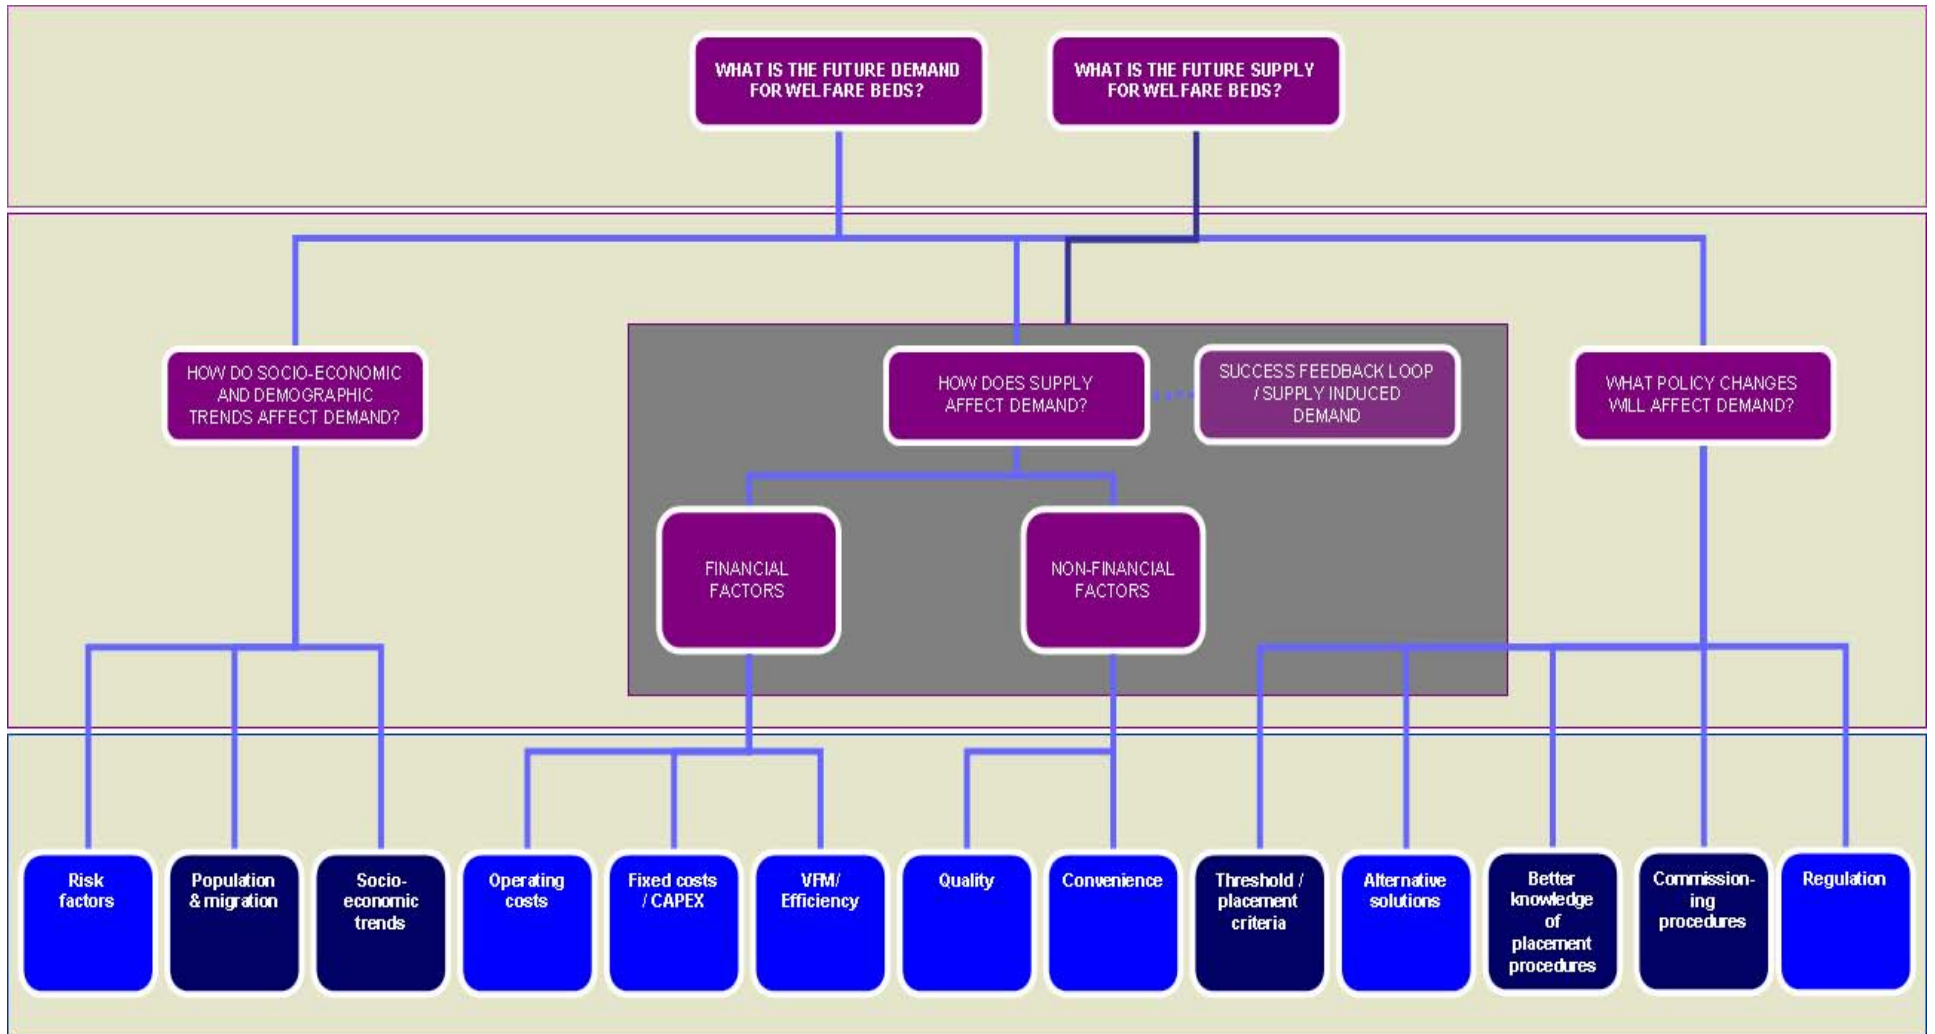 WHAT IS THE FUTURE DEMAND
FOR WELFARE BEDS?
WHAT IS THE FUTURE SUPPLY
FOR WELFARE BEDS?
HOW DO SOCIO-ECONOMIC
AND DEMOGRAPHIC
TRENDS AFFECT DEMAND?
HOW DOES SUPPLY
AFFECT DEMAND?
SUCCESS FEEDBACK LOOP
/ SUPPLY INDUCED
DEMAND
WHAT POLICY CHANGES
WILL AFFECT DEMAND?
FINANCIAL
FACTORS
NON-FINANCIAL
FACTORS
Risk
factors
Population
& migration
Socio-
economic
trends
Operating
costs
Fixed costs
/ CAPEX
VFM/
Efficiency
Quality
Convenience
Threshold /
placement
criteria
Alternative
solutions
Better
knowledge
of
placement
procedures
Commission-
ing
procedures
Regulation